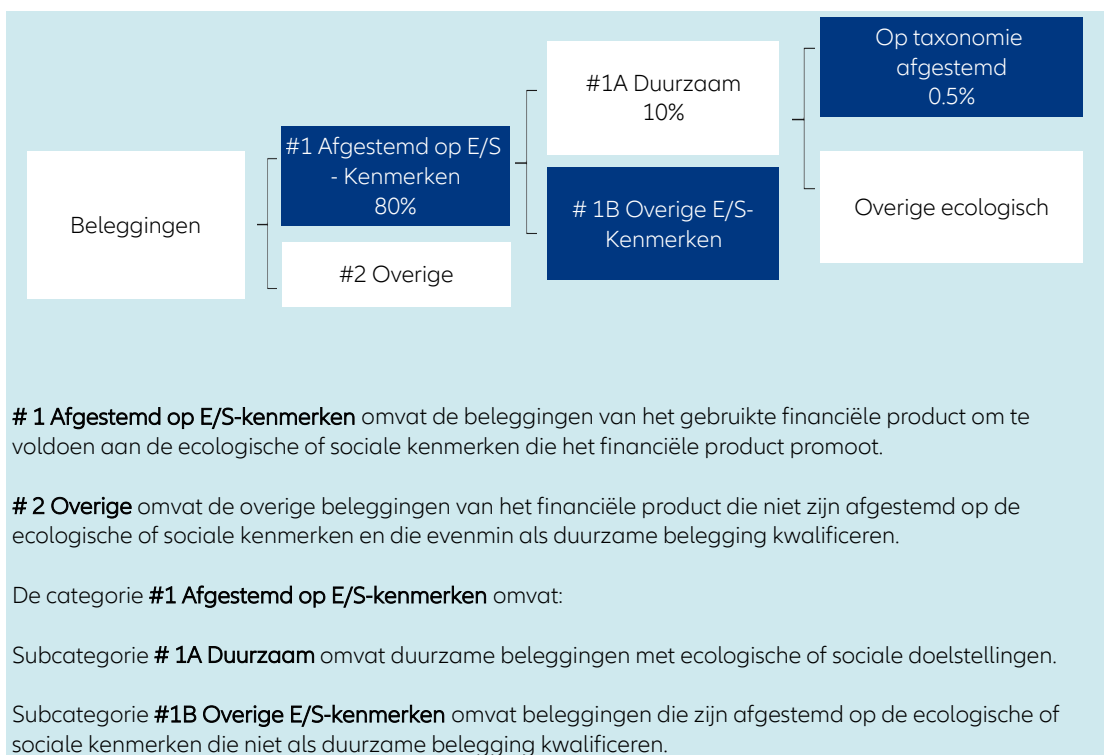 Beleggingen
#1 Afgestemd op E/S
- Kenmerken
80%
#2 Overige
#1A Duurzaam
10%
# 1B Overige E/S-
Kenmerken
Op taxonomie
afgestemd
0.5%
Overige ecologisch
# 1 Afgestemd op E/S-kenmerken omvat de beleggingen van het gebruikte financiële product om te
voldoen aan de ecologische of sociale kenmerken die het financiële product promoot.
# 2 Overige omvat de overige beleggingen van het financiële product die niet zijn afgestemd op de
ecologische of sociale kenmerken en die evenmin als duurzame belegging kwalificeren.
De categorie #1 Afgestemd op E/S-kenmerken omvat:
Subcategorie # 1A Duurzaam omvat duurzame beleggingen met ecologische of sociale doelstellingen.
Subcategorie #1B Overige E/S-kenmerken omvat beleggingen die zijn afgestemd op de ecologische of
sociale kenmerken die niet als duurzame belegging kwalificeren.